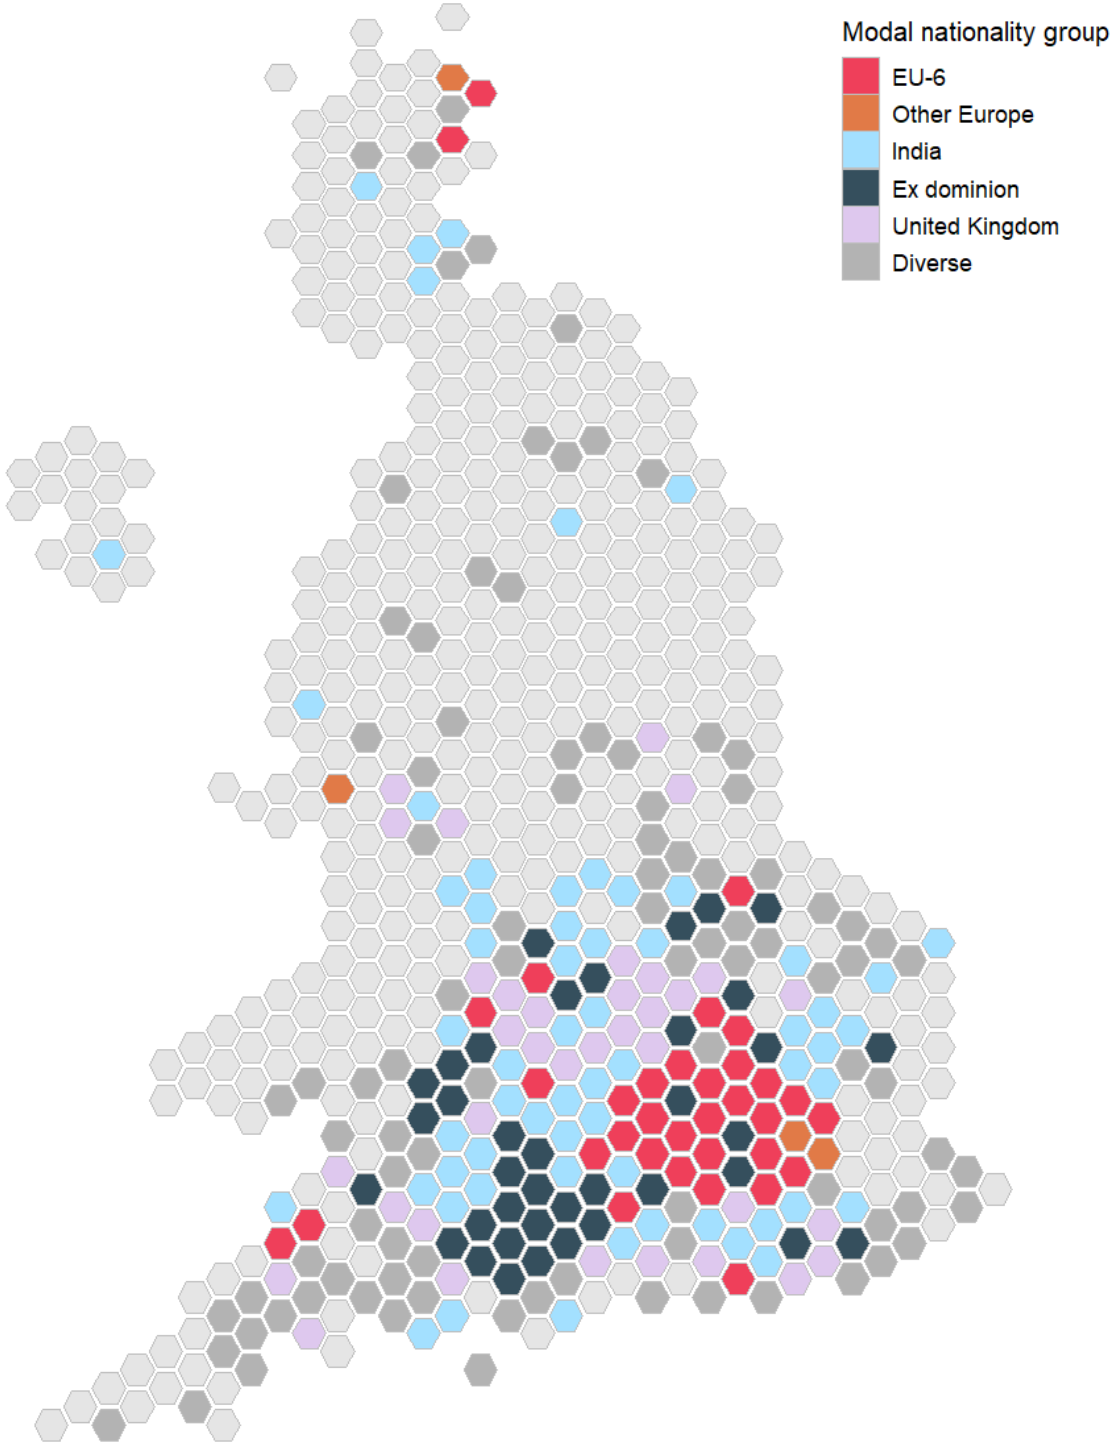 Modal nationality group
EU-6
Other Europe
India
Ex dominion
United Kingdom
Diverse